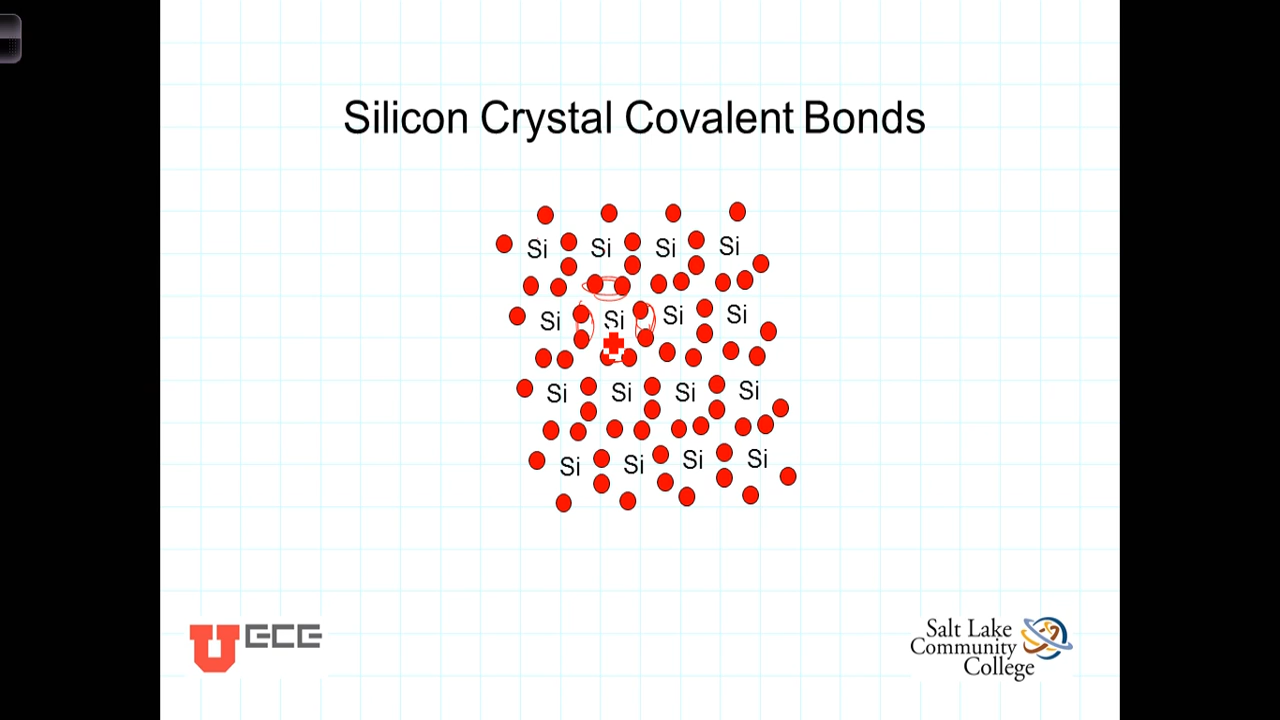 Silicon Crystal Covalent Bonds
Si Si Si Si
Si Si Si Si
Si Si Si Si
Si Si Si Si
U ECE
Salt Lake
Community
College